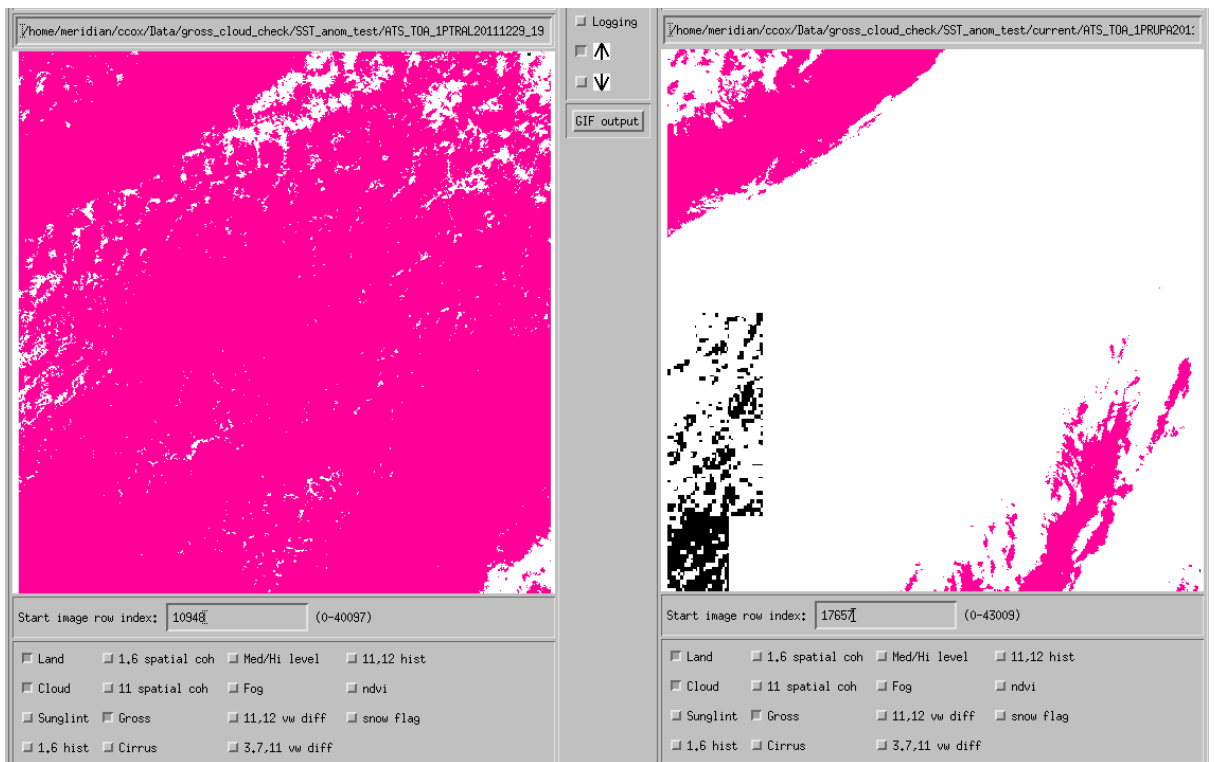 /home/meridian/ccox/Data/gross_cloud_check/SST_anom_test/ATS_TOA_1PTRAL20111229_19
Start image row index: 10948 (0-40097)
Land 1.6 spatial coh Med/Hi level 11,12 hist
Cloud 11 spatial coh Fog ndvi
Sunglint Gross 11,12 vw diff snow flag
1.6 hist Cirrus 3.7,11 vw diff
Logging
GIF output
/home/meridian/ccox/Data/gross_cloud_check/SST_anom_test/current/ATS_TOA_1PRUPA201
Start image row index: 17657 (0-43009)
Land 1.6 spatial coh Med/Hi level 11,12 hist
Cloud 11 spatial coh Fog ndvi
Sunglint Gross 11,12 vw diff snow flag
1.6 hist Cirrus 3.7,11 vw diff